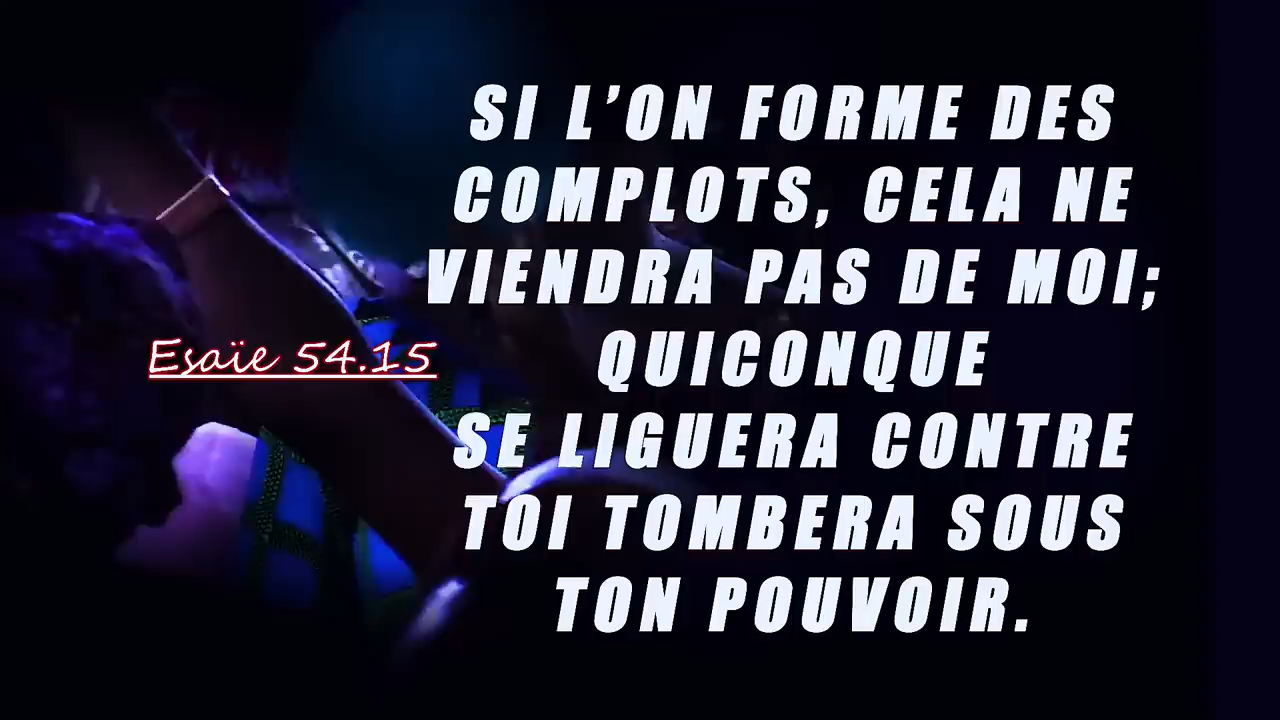 SI L’ON FORME DES
COMPLOTS, CELA NE
VIENDRA PAS DE MOI;
QUICONQUE
SE LIGUERA CONTRE
TOI TOMBERA SOUS
TON POUVOIR.
Esaïe 54.15